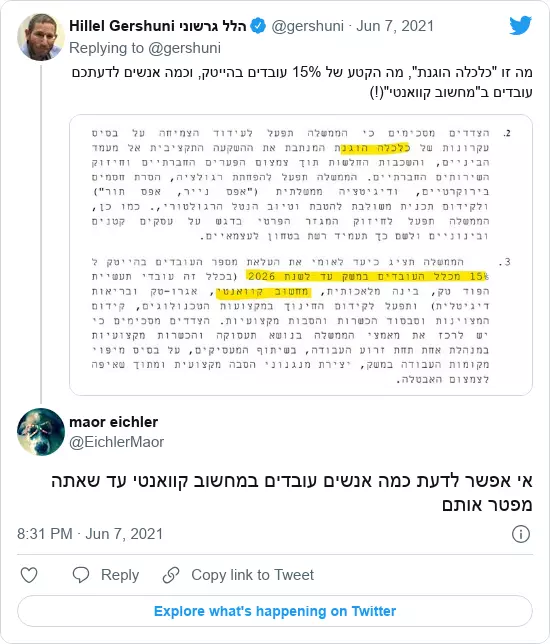 Hillel Gershuni הלל גרשוני @gershuni · Jun 7, 2021
Replying to @gershuni
מה זו "כלכלה הוגנת", מה הקטע של 15% עובדים בהייטק, וכמה אנשים לדעתכם
עובדים ב"מחשוב קוואנטי"(!)
2. הצדדים מסכימים כי הממשלה תפעל לעידוד הצמיחה על בסיס
עקרונות של כלכלה הוגנת המנתבת את ההשקעה התקציבית אל מעמד
הביניים, והשכבות החלשות תוך צמצום הפערים החברתיים וחיזוק
השירותים החברתיים. הממשלה תפעל להפחתת רגולציה, הסרת חסמים
בירוקרטיים, ודיגיטציה ממשלתית ("אפס נייר, אפס תור")
ולקידום תכנית משולבת להטבת וטיוב הנטל הרגולטורי,. כמו כן,
הממשלה תפעל לחיזוק המגזר הפרטי בדגש על עסקים קטנים
ובינוניים ולשם כך תעמיד רשת בטחון לעצמאיים.
3. הממשלה תציג כיעד לאומי את העלאת מספר העובדים בהייטק ל
15% מכלל העובדים במשק עד לשנת 2026 (בכלל זה עובדי תעשיית
הפוד טק, בינה מלאכותית, מחשוב קוואנטי, אגרו-טק ובריאות
דיגיטלית) ותפעל לקידום החינוך במקצועות הטכנולוגים, קידום
המצוינות וסבסוד הכשרות והסבות מקצועיות. הצדדים מסכימים כי
יש לרכז את מאמצי הממשלה בנושא תעסוקה והכשרות מקצועיות
במנהלת אחת תחת זרוע העבודה, בשיתוף המעסיקים, על בסיס מיפוי
מקומות העבודה במשק, יצירת מנגנוני הסבה מקצועית ומתוך שאיפה
לצמצום האבטלה.
maor eichler
@EichlerMaor
אי אפשר לדעת כמה אנשים עובדים במחשוב קוואנטי עד שאתה
מפטר אותם
8:31 PM · Jun 7, 2021
Reply Copy link to Tweet
Explore what's happening on Twitter